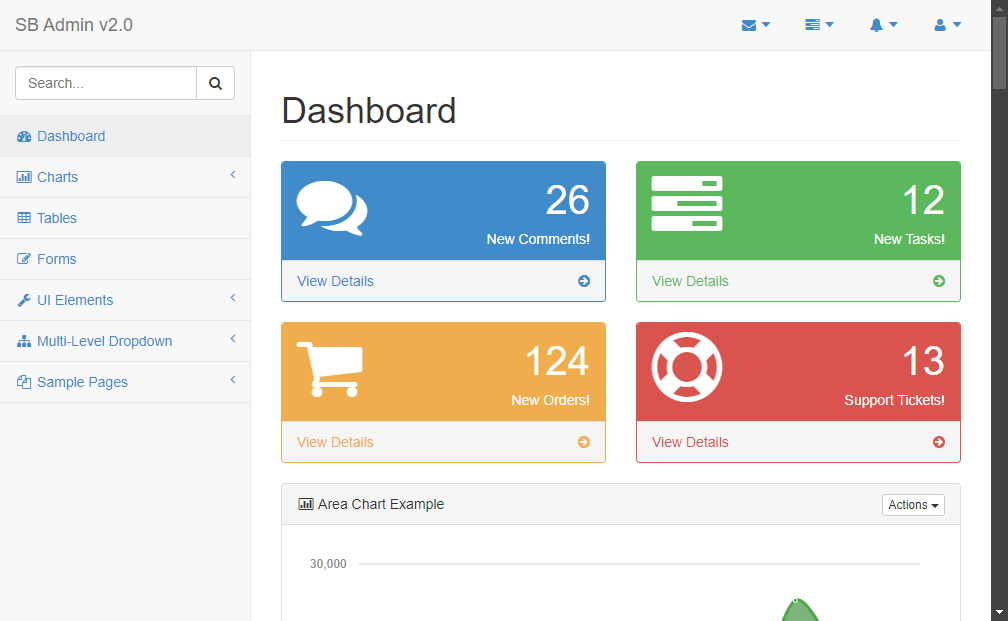 SB Admin v2.0
Search...
Dashboard
Charts
Tables
Forms
UI Elements
Multi-Level Dropdown
Sample Pages
Dashboard
26
New Comments!
View Details
12
New Tasks!
View Details
124
New Orders!
View Details
13
Support Tickets!
View Details
Area Chart Example
Actions
30,000